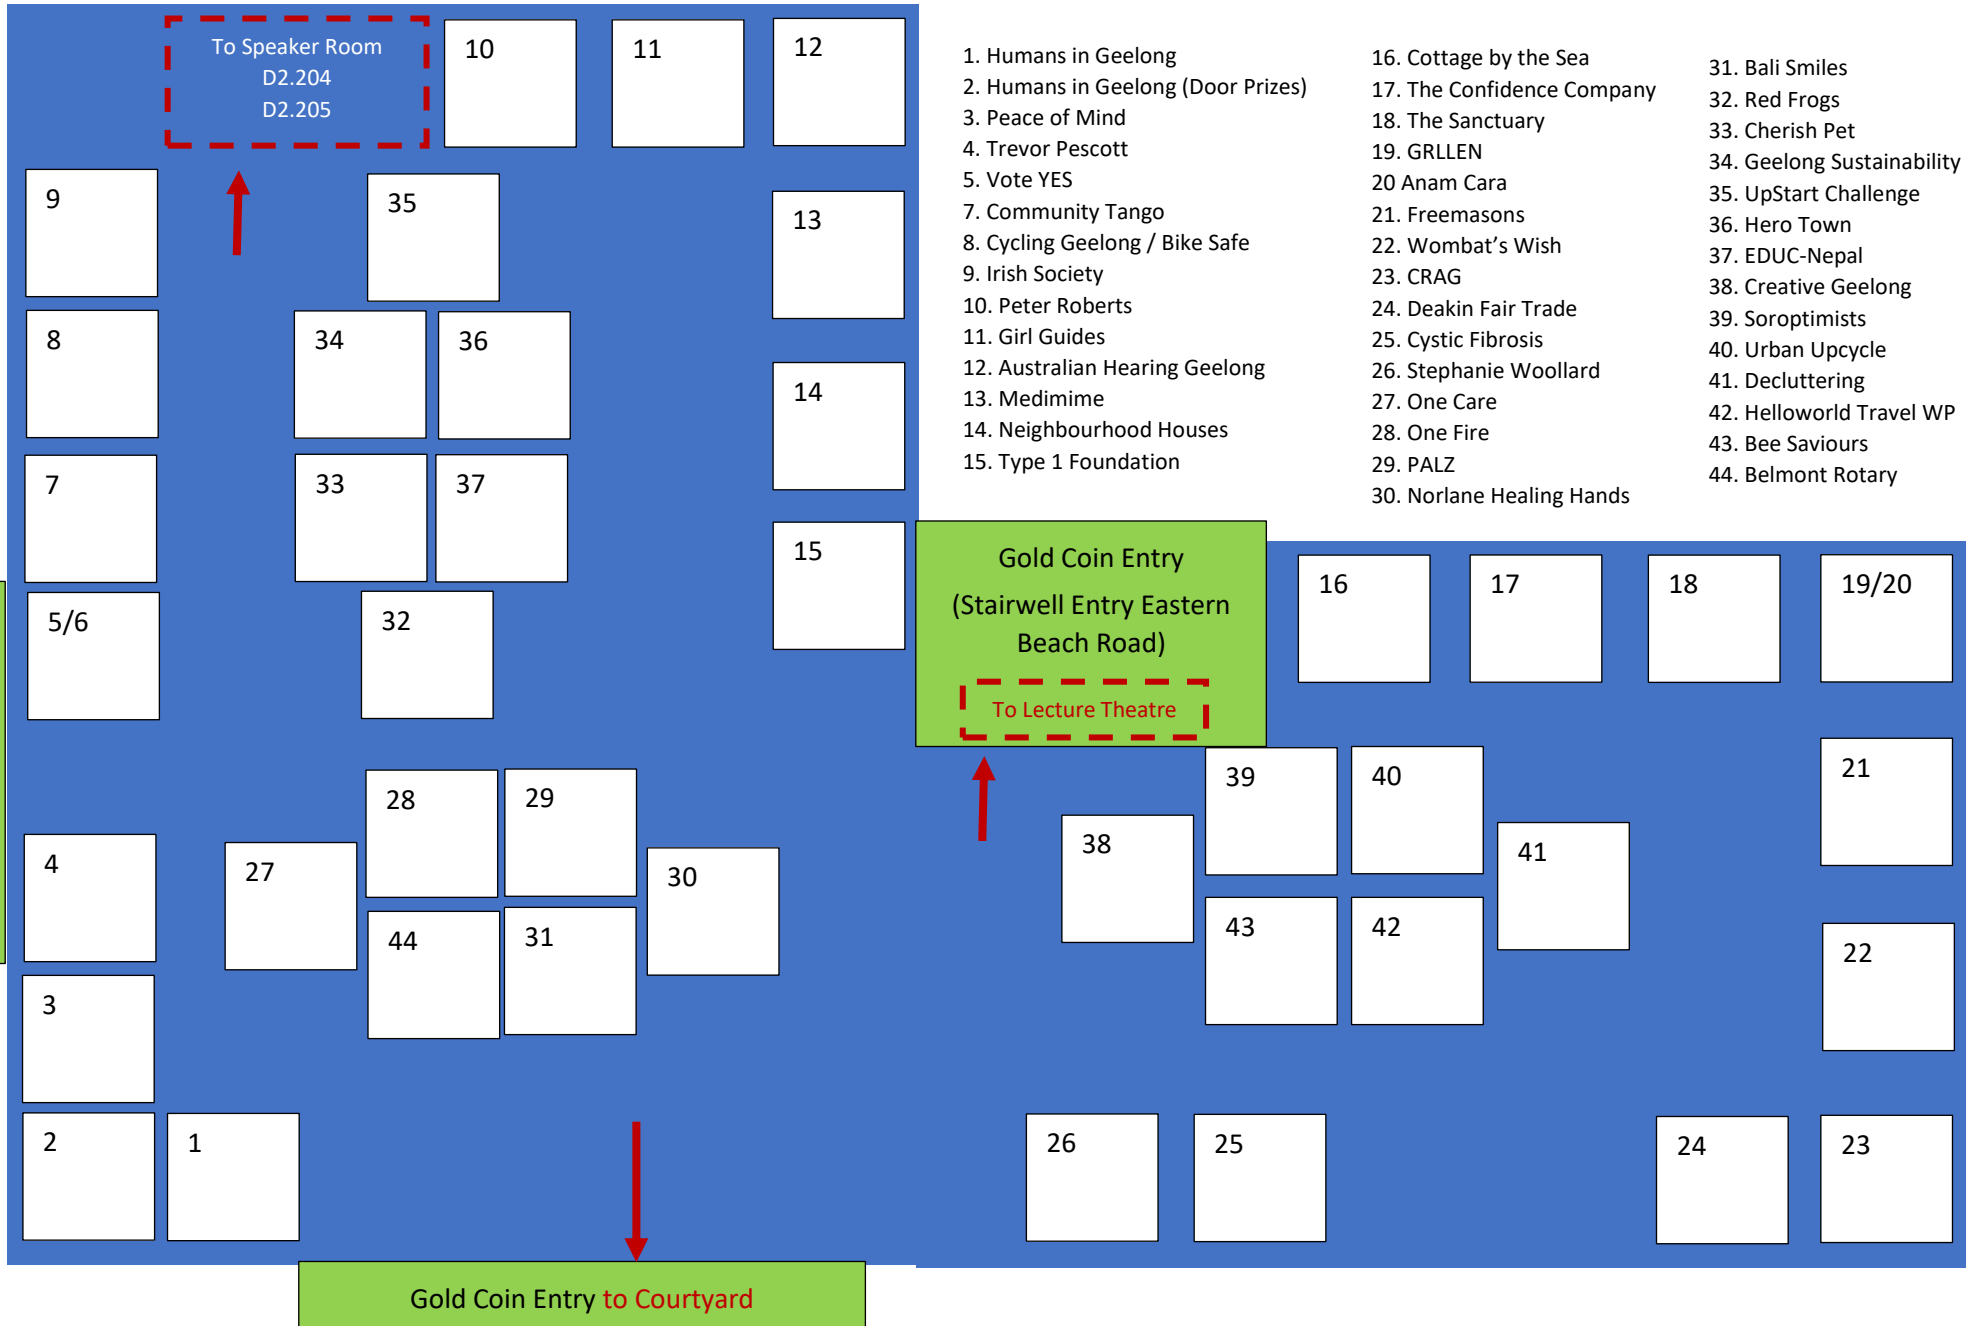 To Speaker Room
D2.204
D2.205
10
11
12
1. Humans in Geelong
2. Humans in Geelong (Door Prizes)
3. Peace of Mind
4. Trevor Pescott
5. Vote YES
7. Community Tango
8. Cycling Geelong / Bike Safe
9. Irish Society
10. Peter Roberts
11. Girl Guides
12. Australian Hearing Geelong
13. Medimime
14. Neighbourhood Houses
15. Type 1 Foundation
16. Cottage by the Sea
17. The Confidence Company
18. The Sanctuary
19. GRLLEN
20 Anam Cara
21. Freemasons
22. Wombat’s Wish
23. CRAG
24. Deakin Fair Trade
25. Cystic Fibrosis
26. Stephanie Woollard
27. One Care
28. One Fire
29. PALZ
30. Norlane Healing Hands
31. Bali Smiles
32. Red Frogs
33. Cherish Pet
34. Geelong Sustainability
35. UpStart Challenge
36. Hero Town
37. EDUC-Nepal
38. Creative Geelong
39. Soroptimists
40. Urban Upcycle
41. Decluttering
42. Helloworld Travel WP
43. Bee Saviours
44. Belmont Rotary
9
35
13
8
34
36
14
7
33
37
15
5/6
32
Gold Coin Entry
(Stairwell Entry Eastern
Beach Road)
To Lecture Theatre
16
17
18
19/20
28
29
39
40
21
4
27
30
38
41
44
31
43
42
22
3
2
1
26
25
24
23
Gold Coin Entry to Courtyard